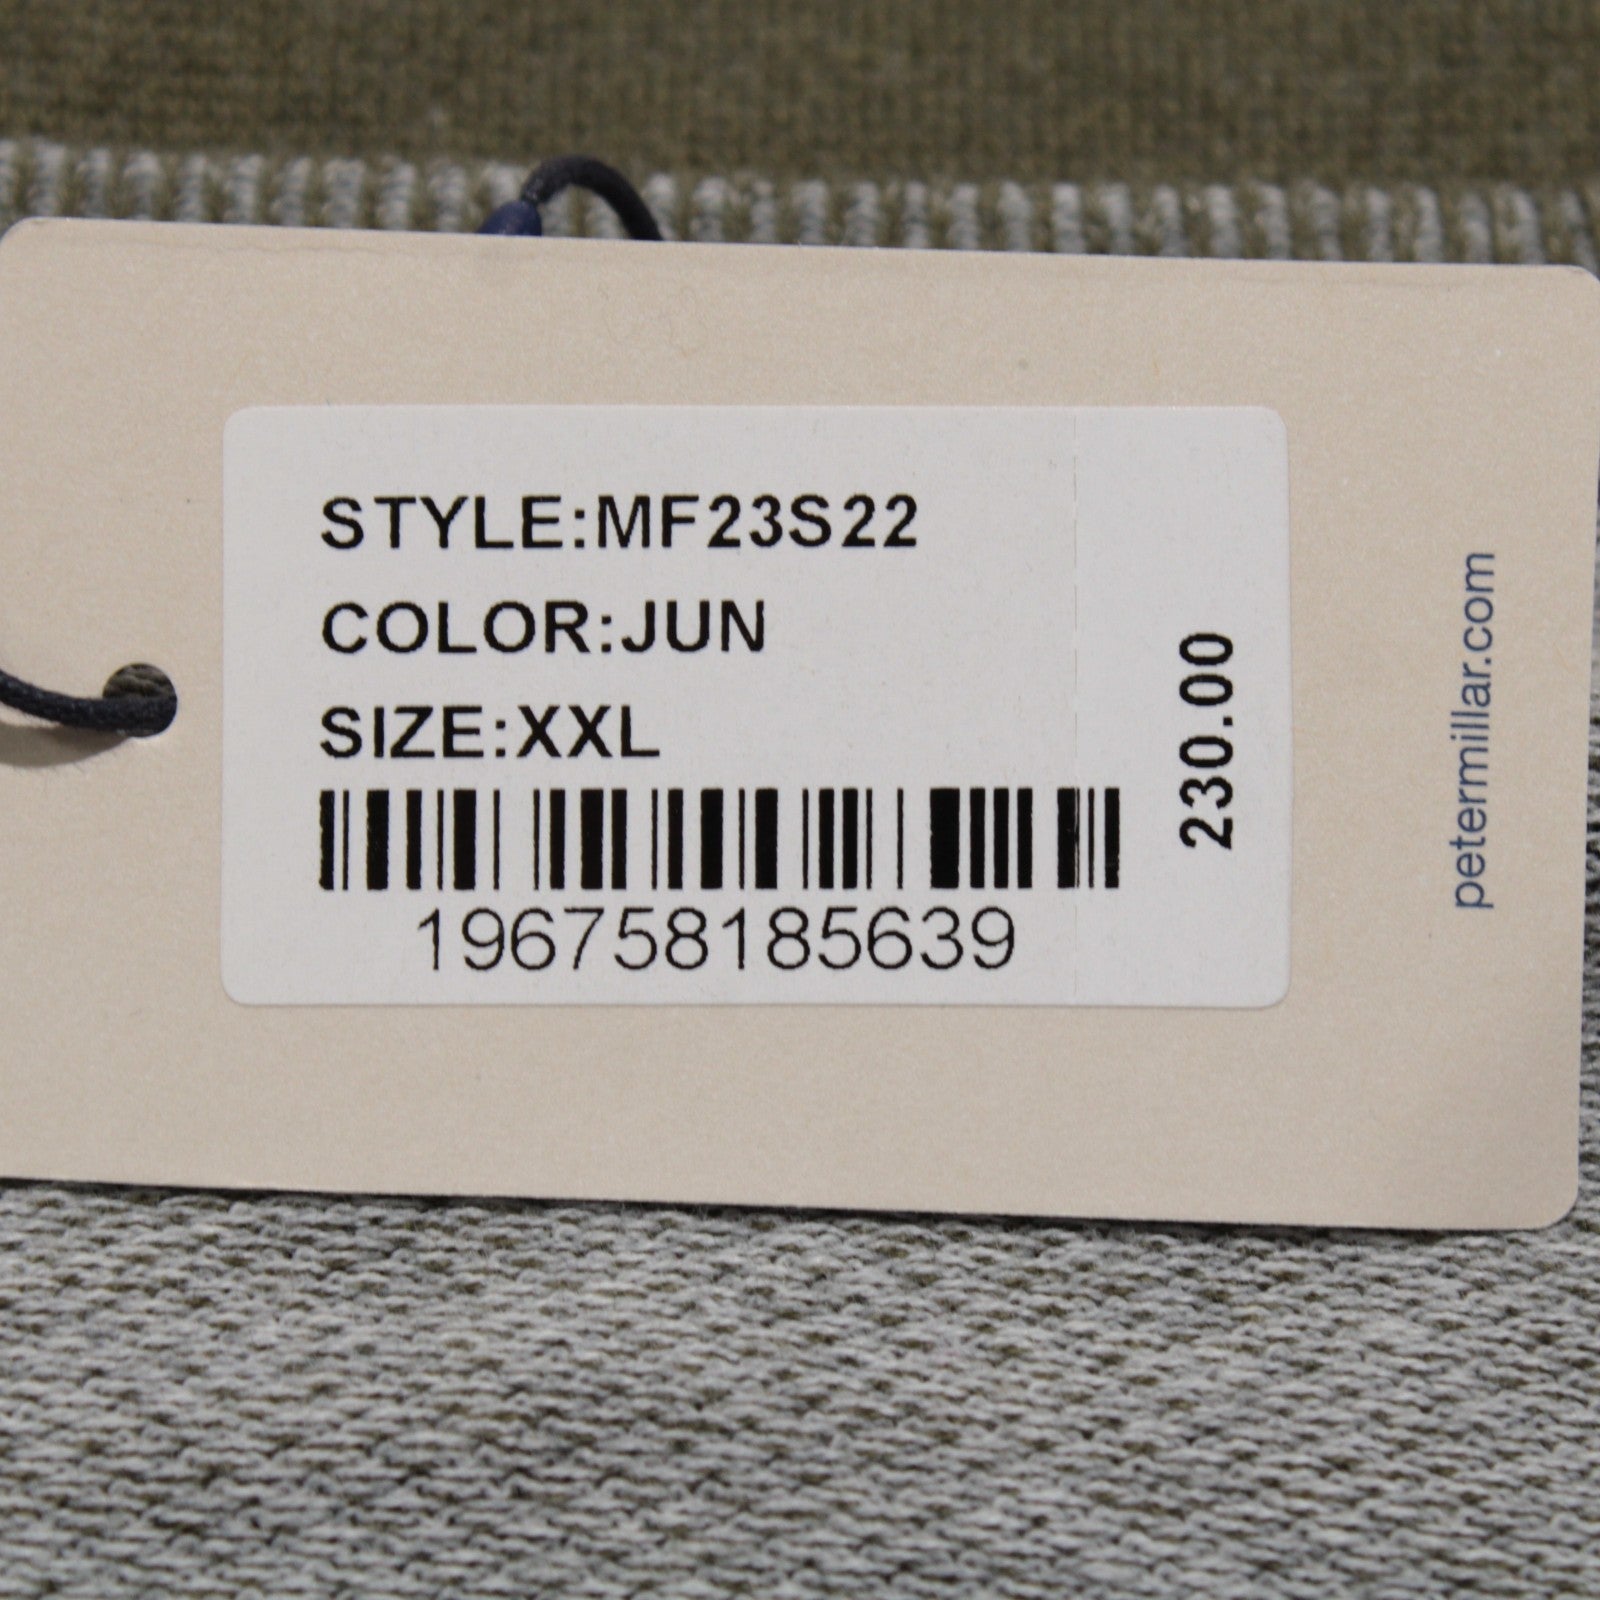 STYLE:MF23S22
COLOR:JUN
SIZE:XXL
196758185639
230.00
petermillar.com